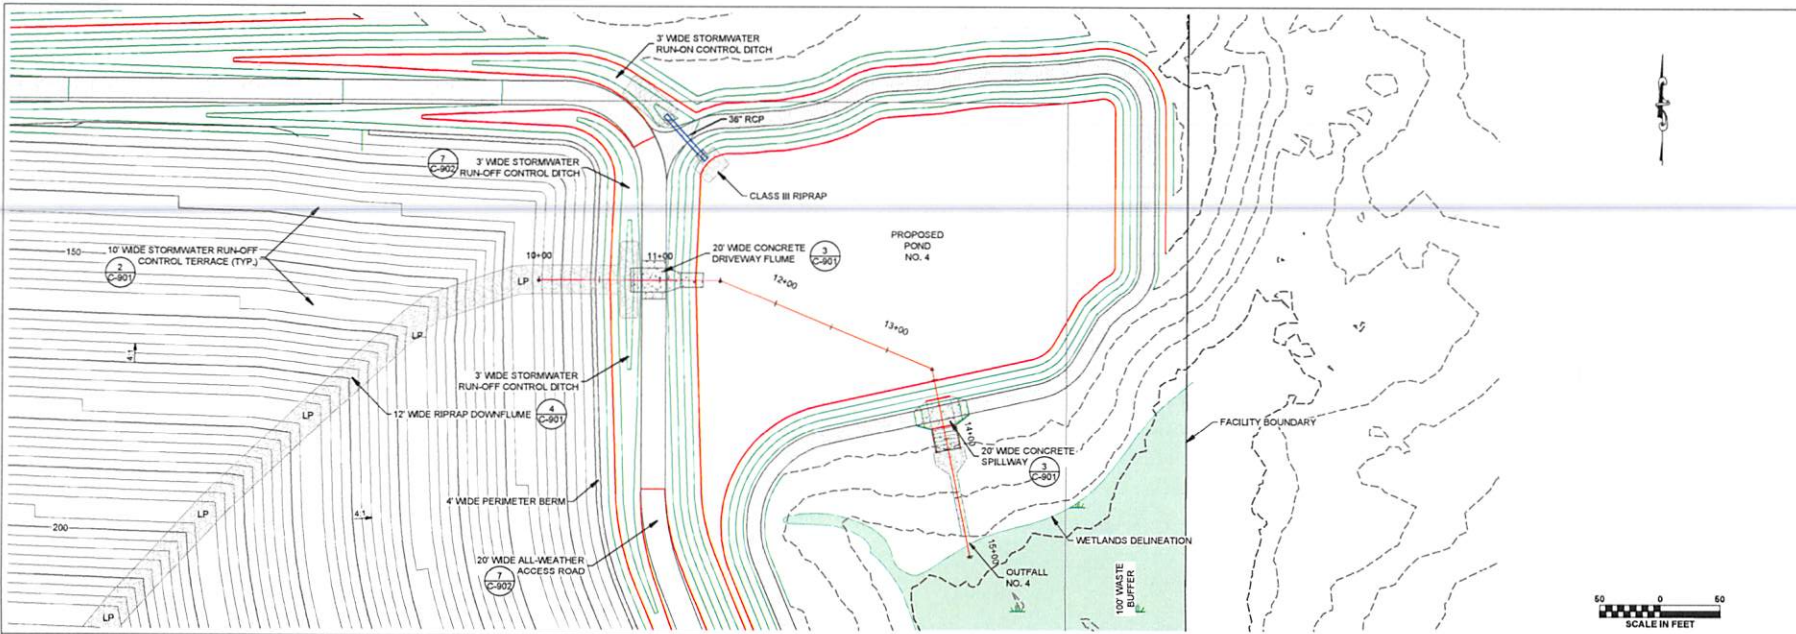 3' WIDE STORMWATER
RUN-ON CONTROL DITCH
36" RCP
7
C-902
3' WIDE STORMWATER
RUN-OFF CONTROL DITCH
CLASS III RIPRAP
150
10' WIDE STORMWATER RUN-OFF
CONTROL TERRACE (TYP.)
2
C-901
10+00
11+00
20' WIDE CONCRETE
DRIVEWAY FLUME
3
C-901
PROPOSED
POND
NO. 4
LP
12+00
13+00
LP
4:1
3' WIDE STORMWATER
RUN-OFF CONTROL DITCH
12' WIDE RIPRAP DOWNFLUME
4
C-901
LP
14+00
20' WIDE CONCRETE
SPILLWAY
3
C-901
FACILITY BOUNDARY
4' WIDE PERIMETER BERM
LP
4:1
200
WETLANDS DELINEATION
15+00
20' WIDE ALL-WEATHER
ACCESS ROAD
7
C-902
OUTFALL
NO. 4
100' WASTE
BUFFER
LP
50
0
50
SCALE IN FEET